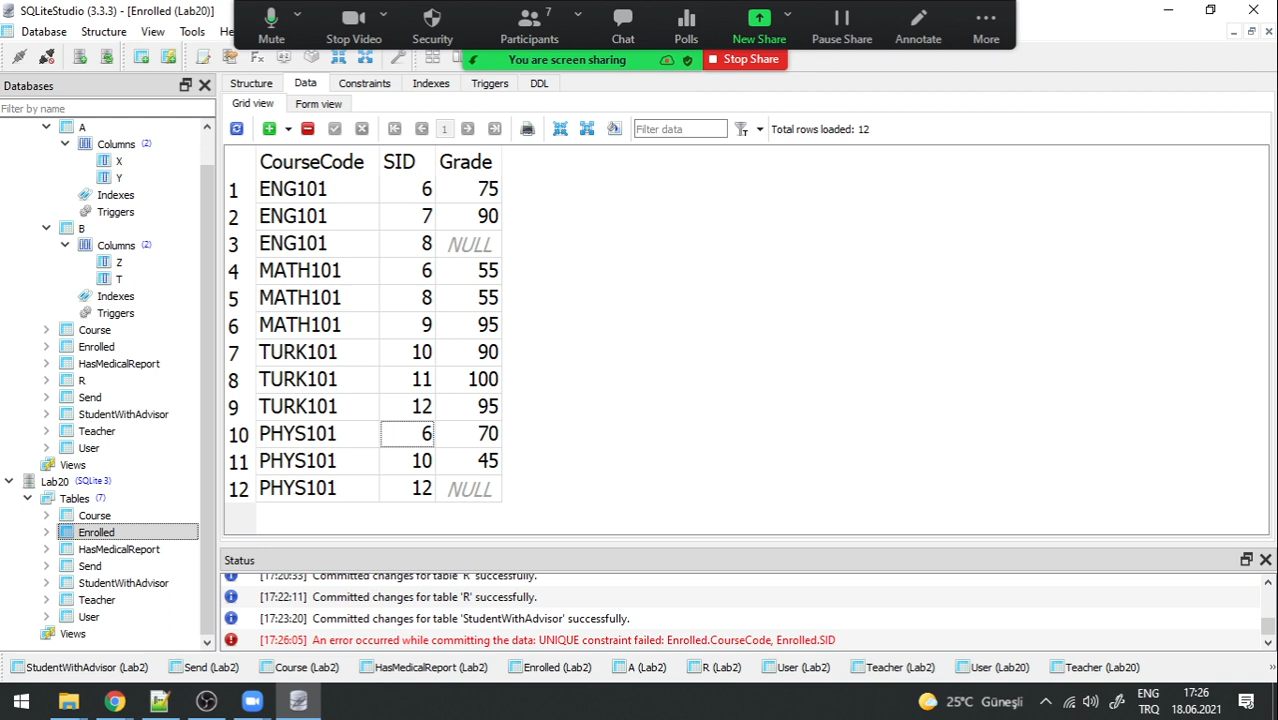 SQLiteStudio (3.3.3) - [Enrolled (Lab20)]
Mute
Stop Video
Security
7
Participants
Chat
Polls
New Share
Pause Share
Annotate
More
You are screen sharing
Stop Share
Database Structure View Tools
Databases
Structure Data Constraints Indexes Triggers DDL
Grid view Form view
Filter by name
1
Filter data
Total rows loaded: 12
A
Columns (2)
X
Y
Indexes
Triggers
B
Columns (2)
Z
T
Indexes
Triggers
Course
Enrolled
HasMedicalReport
R
Send
StudentWithAdvisor
Teacher
User
Views
Lab20 (SQLite 3)
Tables (7)
Course
Enrolled
HasMedicalReport
Send
StudentWithAdvisor
Teacher
User
Views
CourseCode SID Grade
1 ENG101 6 75
2 ENG101 7 90
3 ENG101 8 NULL
4 MATH101 6 55
5 MATH101 8 55
6 MATH101 9 95
7 TURK101 10 90
8 TURK101 11 100
9 TURK101 12 95
10 PHYS101 6 70
11 PHYS101 10 45
12 PHYS101 12 NULL
Status
[17:20:33] Committed changes for table 'R' successfully.
[17:22:11] Committed changes for table 'R' successfully.
[17:23:20] Committed changes for table 'StudentWithAdvisor' successfully.
[17:26:05] An error occurred while committing the data: UNIQUE constraint failed: Enrolled.CourseCode, Enrolled.SID
StudentWithAdvisor (Lab2) Send (Lab2) Course (Lab2) HasMedicalReport (Lab2) Enrolled (Lab2) A (Lab2) R (Lab2) User (Lab2) Teacher (Lab2) User (Lab20) Teacher (Lab20)
25°C Güneşli
ENG
TRQ
17:26
18.06.2021